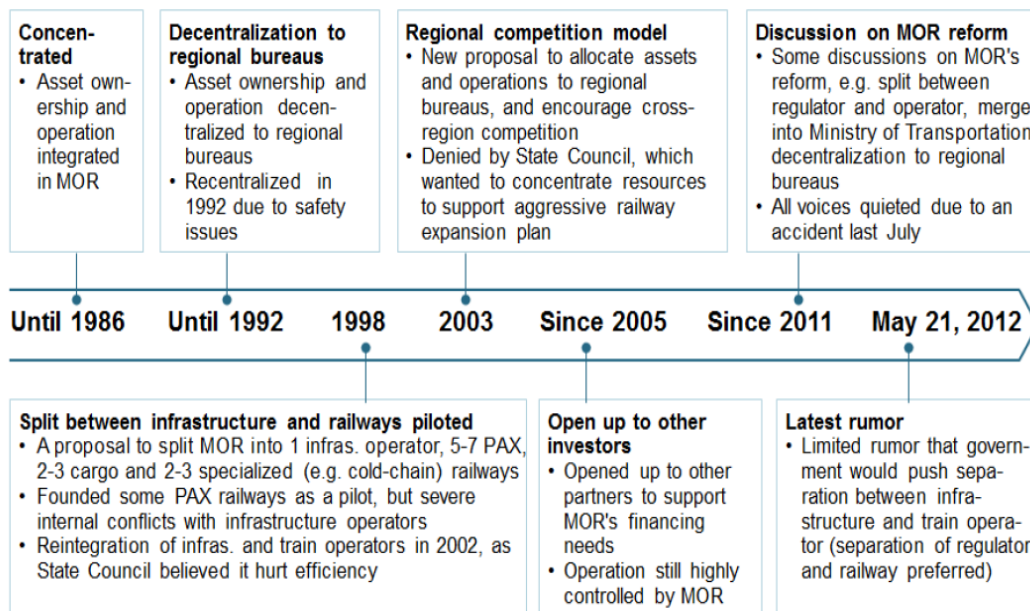 Concen-
trated
• Asset own-
ership and
operation
integrated
in MOR
Decentralization to
regional bureaus
• Asset ownership and
operation decen-
tralized to regional
bureaus
• Recentralized in
1992 due to safety
issues
Regional competition model
• New proposal to allocate assets
and operations to regional
bureaus, and encourage cross-
region competition
• Denied by State Council, which
wanted to concentrate resources
to support aggressive railway
expansion plan
Discussion on MOR reform
• Some discussions on MOR's
reform, e.g. split between
regulator and operator, merge
into Ministry of Transportation,
decentralization to regional
bureaus
• All voices quieted due to an
accident last July
Until 1986 Until 1992 1998 2003 Since 2005 Since 2011 May 21, 2012
Split between infrastructure and railways piloted
• A proposal to split MOR into 1 infras. operator, 5-7 PAX,
2-3 cargo and 2-3 specialized (e.g. cold-chain) railways
• Founded some PAX railways as a pilot, but severe
internal conflicts with infrastructure operators
• Reintegration of infras. and train operators in 2002, as
State Council believed it hurt efficiency
Open up to other
investors
• Opened up to other
partners to support
MOR's financing
needs
• Operation still highly
controlled by MOR
Latest rumor
• Limited rumor that govern-
ment would push sepa-
ration between infra-
structure and train opera-
tor (separation of regulator
and railway preferred)